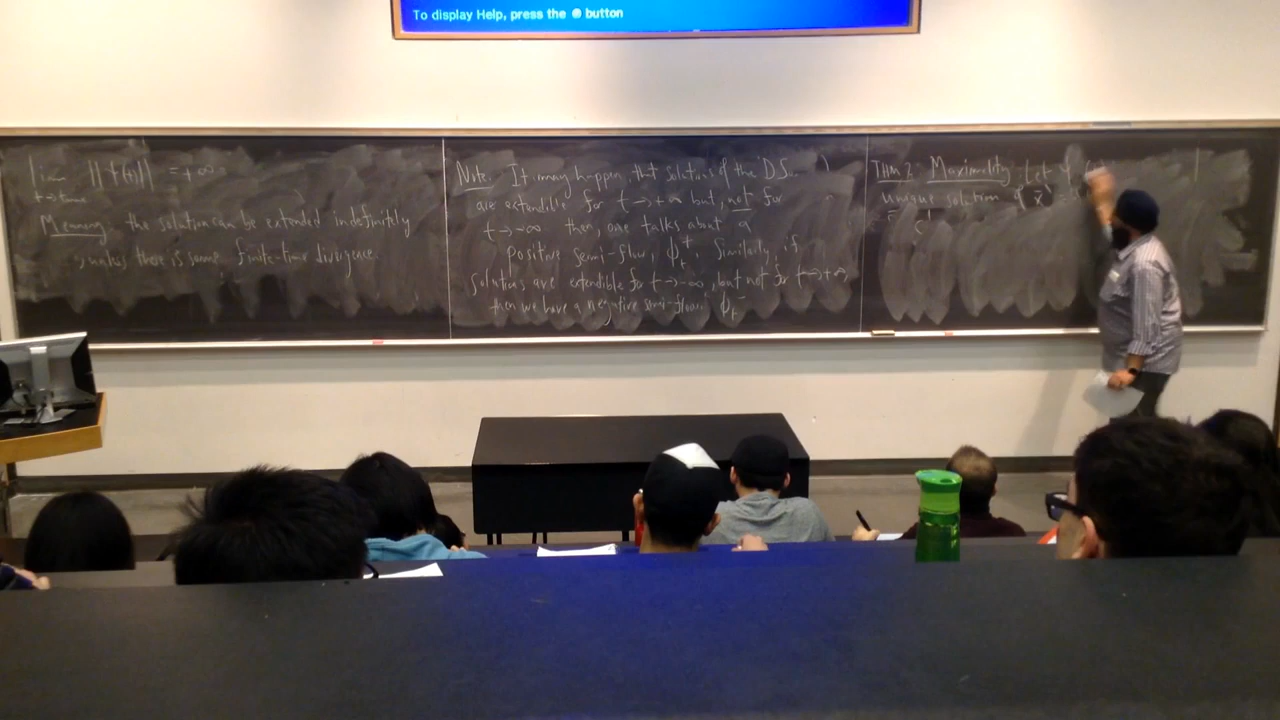 To display Help, press the button
lim ||Ψ(t)|| = +∞
t→tmax
Meaning: the solution can be extended indefinitely
, unless there is some finite-time divergence.
Note: It may happen, that solutions of the DS
are extendible for t→+∞ but, not for
t→-∞ then, one talks about a
Positive semi-flow, ϕt+. Similarly, if
solutions are extendible for t→-∞, but not for t→+∞,
then we have a negative semi-flow, ϕt-
THM 2: Maximality: Let Ψ
unique solution of x̄